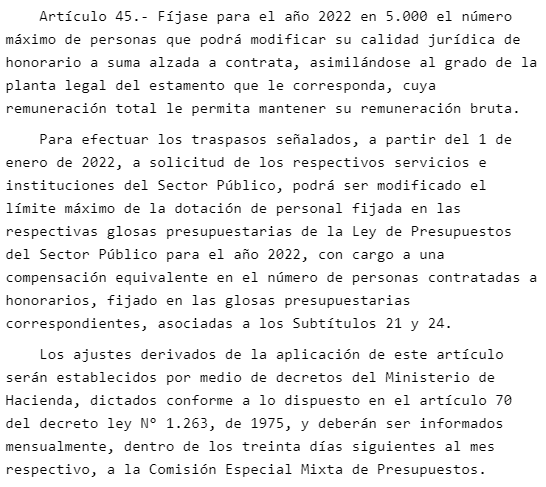 Artículo 45.- Fíjase para el año 2022 en 5.000 el número
máximo de personas que podrá modificar su calidad jurídica de
honorario a suma alzada a contrata, asimilándose al grado de la
planta legal del estamento que le corresponda, cuya
remuneración total le permita mantener su remuneración bruta.
Para efectuar los traspasos señalados, a partir del 1 de
enero de 2022, a solicitud de los respectivos servicios e
instituciones del Sector Público, podrá ser modificado el
límite máximo de la dotación de personal fijada en las
respectivas glosas presupuestarias de la Ley de Presupuestos
del Sector Público para el año 2022, con cargo a una
compensación equivalente en el número de personas contratadas a
honorarios, fijado en las glosas presupuestarias
correspondientes, asociadas a los Subtítulos 21 y 24.
Los ajustes derivados de la aplicación de este artículo
serán establecidos por medio de decretos del Ministerio de
Hacienda, dictados conforme a lo dispuesto en el artículo 70
del decreto ley Nº 1.263, de 1975, y deberán ser informados
mensualmente, dentro de los treinta días siguientes al mes
respectivo, a la Comisión Especial Mixta de Presupuestos.